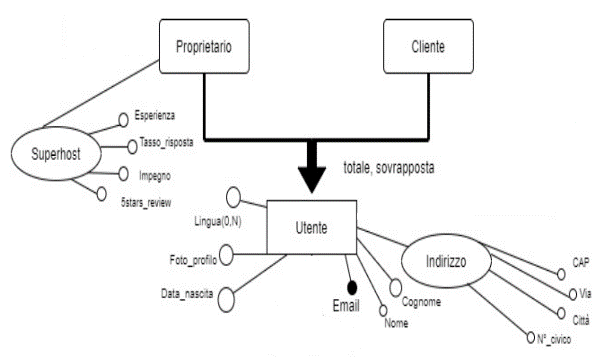 Proprietario
Cliente
Esperienza
Tasso_risposta
Superhost
Impegno
5stars_review
totale, sovrapposta
Lingua(0,N)
Utente
Foto_profilo
Indirizzo
CAP
Data_nascita
Via
Email
Cognome
Città
Nome
N°_civico